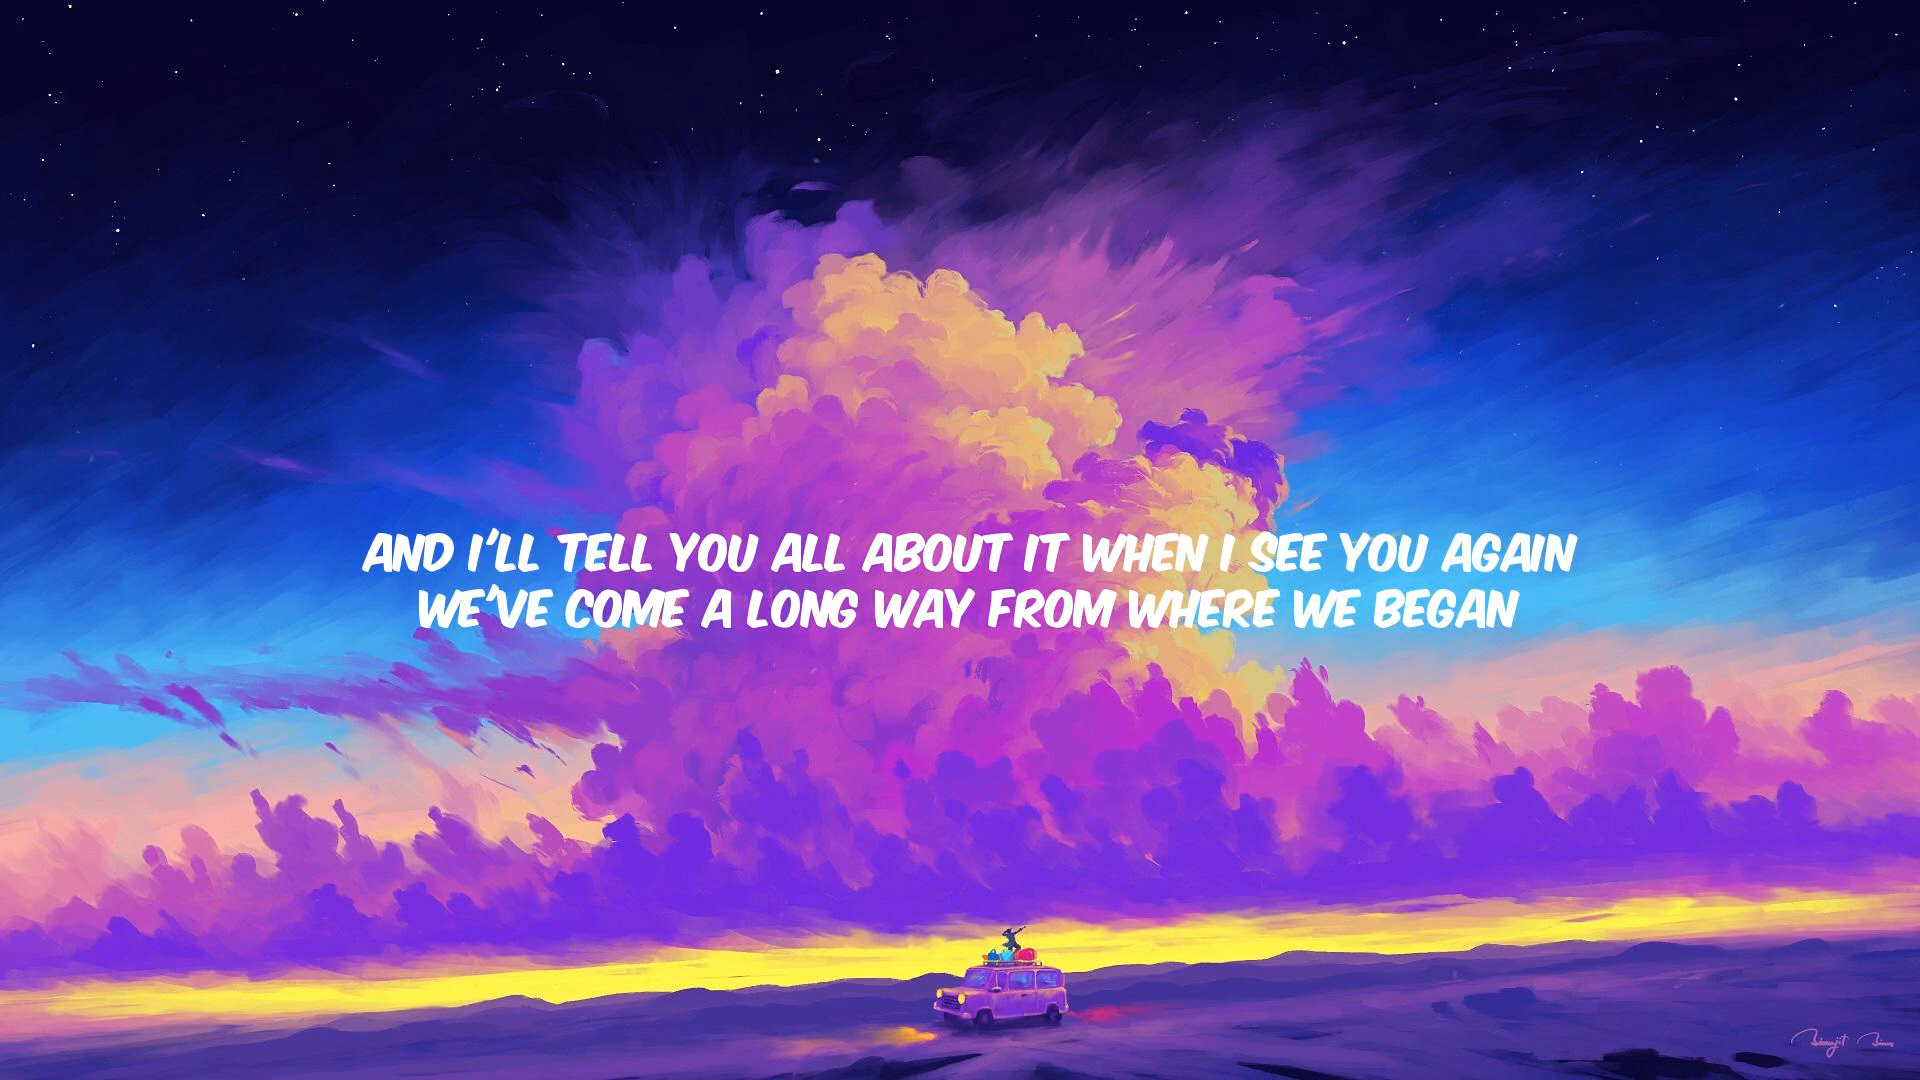 AND I'LL TELL YOU ALL ABOUT IT WHEN I SEE YOU AGAIN
WE'VE COME A LONG WAY FROM WHERE WE BEGAN